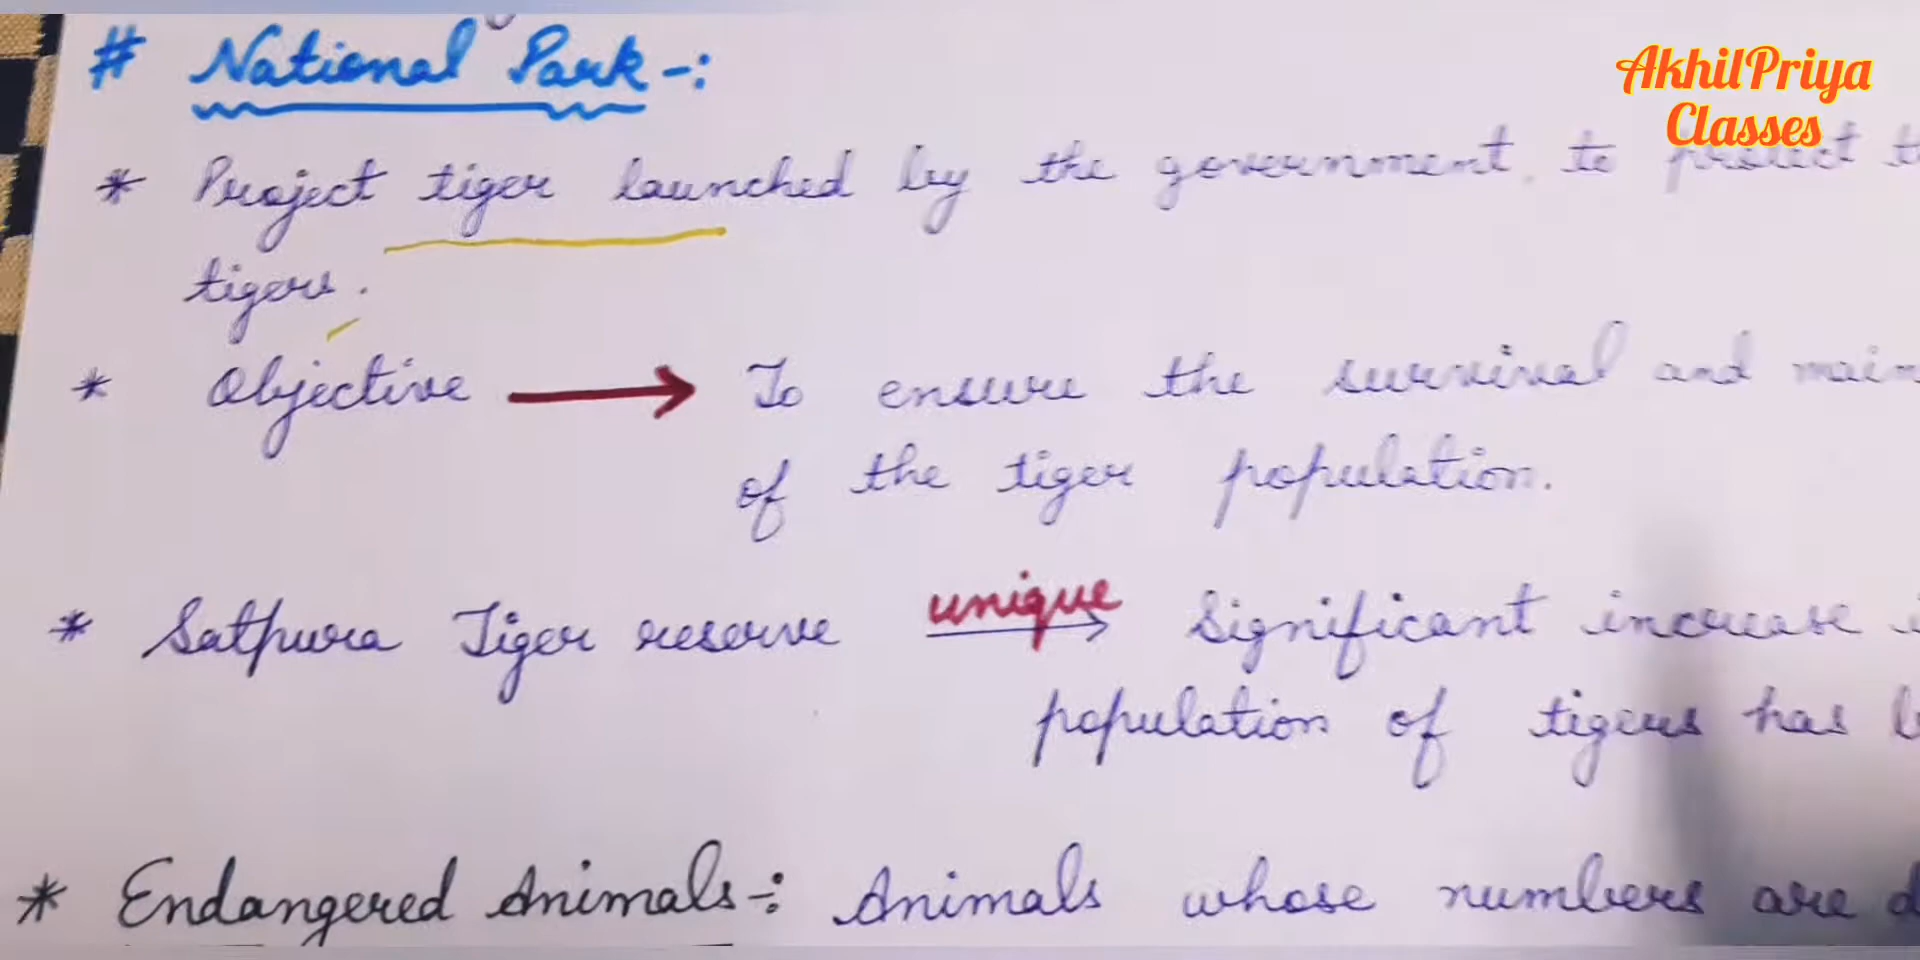 # National Park -:
AkhilPriya
Classes
* Project tiger launched by the government, to protect
tigers.
* Objective → To ensure the survival and
of the tiger population.
* Satpura Tiger reserve unique → Significant increase
population of tigers has
* Endangered Animals -: Animals whose numbers are